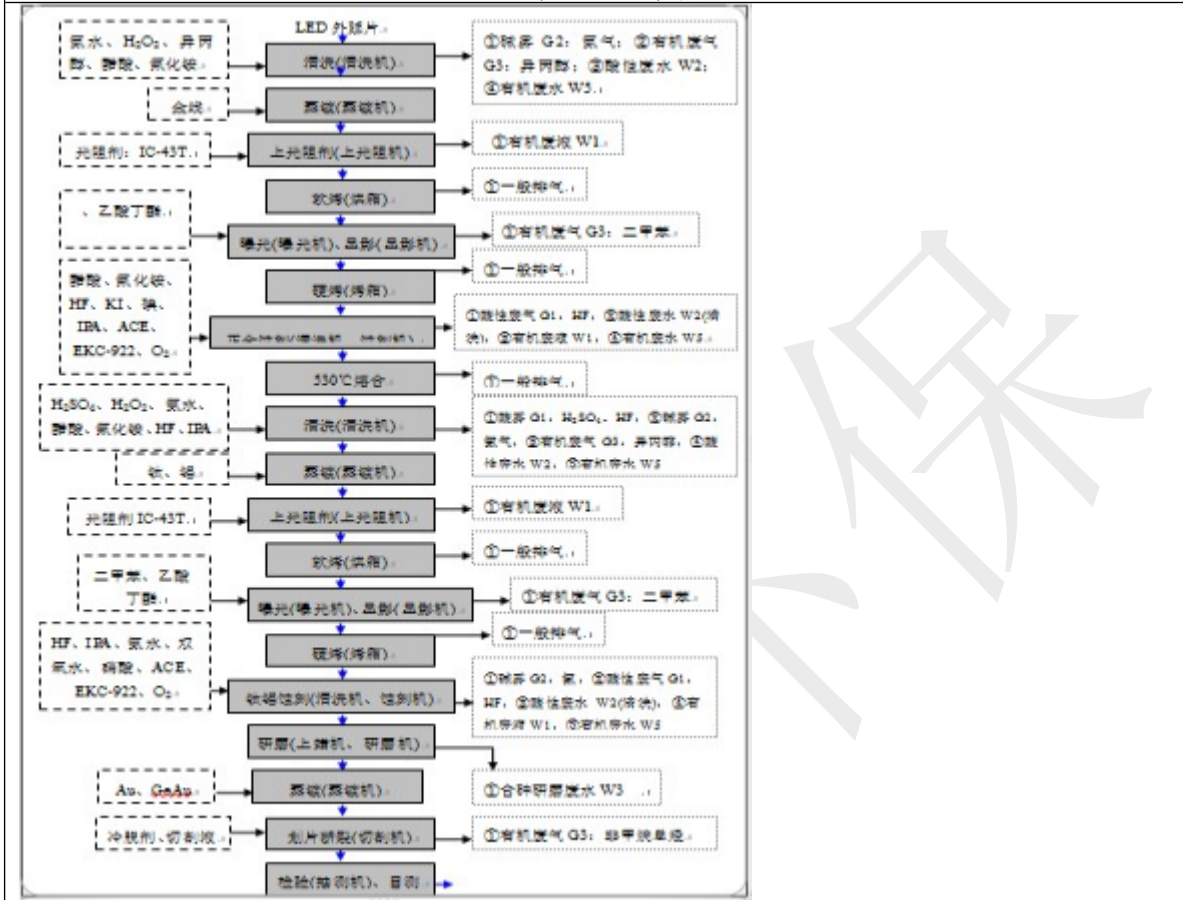 LED 外延片
氨水、H₂O₂、异丙
醇、醋酸、氟化铵
清洗(清洗机)
①碱雾 G2:氨气;②有机废气
G3:异丙醇;③酸性废水 W2;
④有机废水 W5.
金线
蒸镀(蒸镀机)
光阻剂:IC-43T.
上光阻剂(上光阻机)
①有机废液 W1
软烤(烘箱)
①一般排气.
、乙酸丁酯.
曝光(曝光机)、显影(显影机)
①有机废气 G3:二甲苯
硬烤(烤箱)
①一般排气.
醋酸、氟化铵、
HF、KI、碘、
IPA、ACE、
EKC-922、O₂
①酸性废气 G1,HF,②酸性废水 W2(清
洗);③有机废液 W1,④有机废水 W5
530℃熔合
①一般排气.
H₂SO₄、H₂O₂、氨水、
醋酸、氟化铵、HF、IPA
清洗(清洗机)
①酸雾 G1,H₂SO₄、HF,②碱雾 G2,
氨气,③有机废气 G3,异丙醇,④酸
性废水 W2,⑤有机废水 W5
钛、铝
蒸镀(蒸镀机)
光阻剂 IC-43T.
上光阻剂(上光阻机)
①有机废液 W1
软烤(烘箱)
①一般排气.
二甲苯、乙酸
丁酯.
曝光(曝光机)、显影(显影机)
①有机废气 G3:二甲苯
硬烤(烤箱)
①一般排气.
HF、IPA、氨水、双
氧水、硝酸、ACE、
EKC-922、O₂
钛铝蚀刻(清洗机、蚀刻机)
①碱雾 G2,氨,②酸性废气 G1,
HF,③酸性废水 W2(清洗),④有
机废液 W1,⑤有机废水 W5
研磨(上蜡机、研磨机)
①含砷研磨废水 W3
Au、GeAu
蒸镀(蒸镀机)
冷脱剂、切削液
划片断裂(切割机)
①有机废气 G3:非甲烷总烃
检验(抽测机)、目测
保